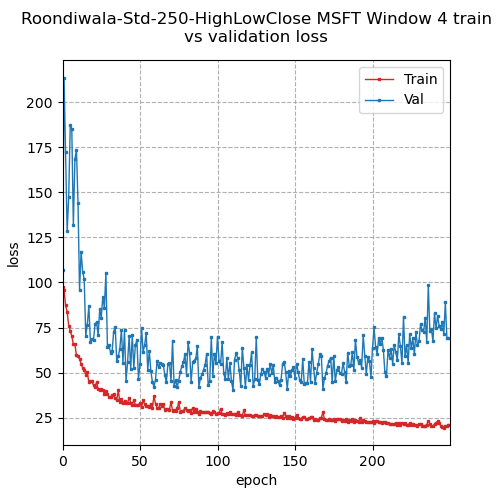 Roondiwala-Std-250-HighLowClose MSFT Window 4 train
vs validation loss
Train
Val
loss
200
175
150
125
100
75
50
25
0 50 100 150 200
epoch